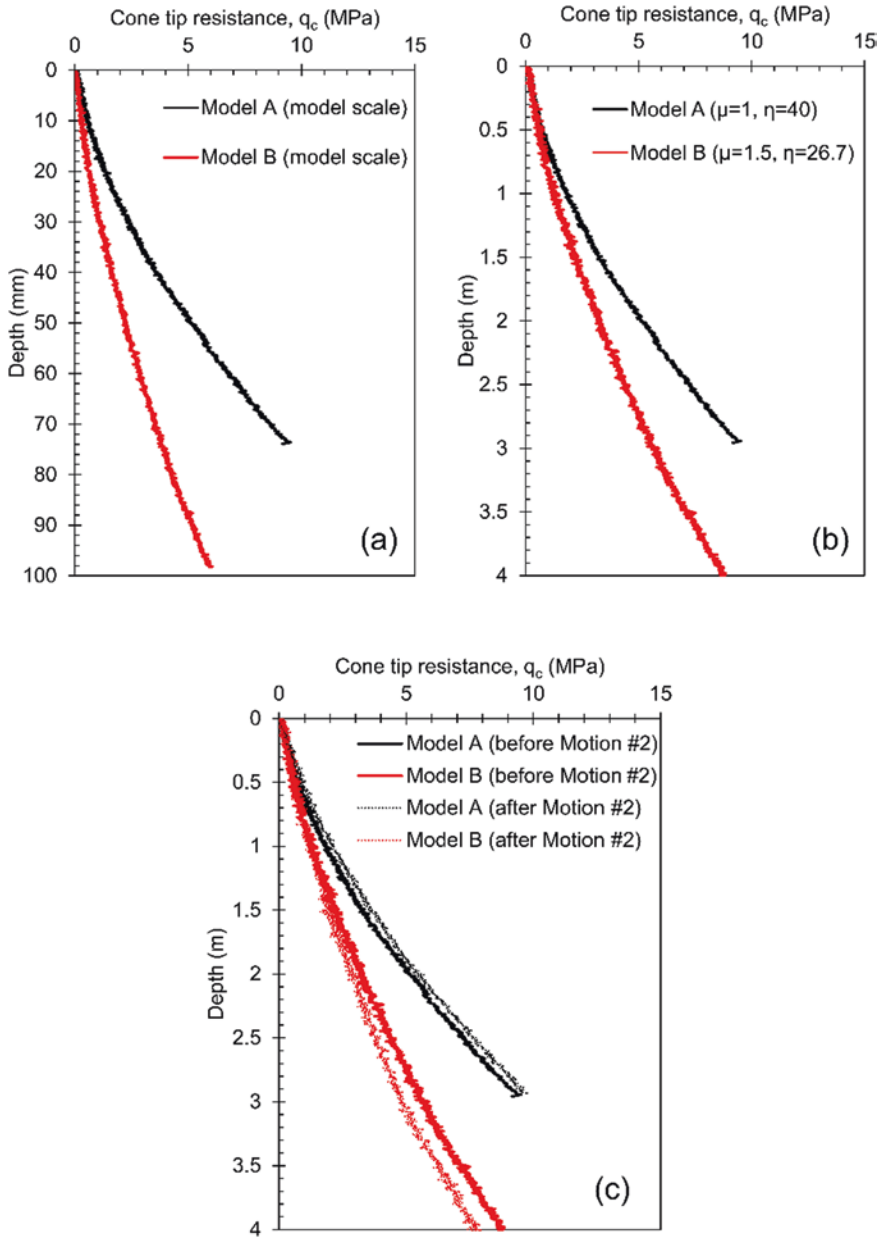 Cone tip resistance, qc (MPa)
0 5 10 15
0
10
20
30
40
50
60
70
80
90
100
Depth (mm)
Model A (model scale)
Model B (model scale)
(a)
Cone tip resistance, qc (MPa)
0 5 10 15
0
0.5
1
1.5
2
2.5
3
3.5
4
Depth (m)
Model A (μ=1, η=40)
Model B (μ=1.5, η=26.7)
(b)
Cone tip resistance, qc (MPa)
0 5 10 15
0
0.5
1
1.5
2
2.5
3
3.5
4
Depth (m)
Model A (before Motion #2)
Model B (before Motion #2)
Model A (after Motion #2)
Model B (after Motion #2)
(c)